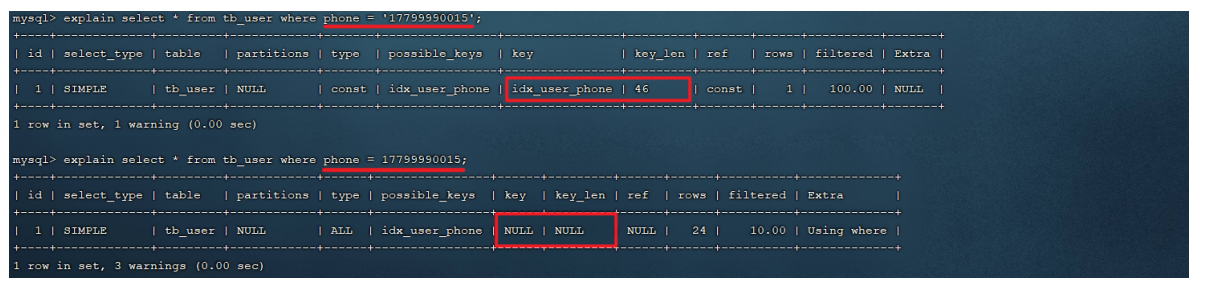 mysql> explain select * from tb_user where phone = '17799990015';
+----+-------------+---------+------------+-------+----------------+----------------+---------+-------+------+----------+-------+
| id | select_type | table   | partitions | type  | possible_keys  | key            | key_len | ref   | rows | filtered | Extra |
+----+-------------+---------+------------+-------+----------------+----------------+---------+-------+------+----------+-------+
|  1 | SIMPLE      | tb_user | NULL       | const | idx_user_phone | idx_user_phone | 46      | const |    1 |   100.00 | NULL  |
+----+-------------+---------+------------+-------+----------------+----------------+---------+-------+------+----------+-------+
1 row in set, 1 warning (0.00 sec)
mysql> explain select * from tb_user where phone = 17799990015;
+----+-------------+---------+------------+------+----------------+------+---------+------+------+----------+-------------+
| id | select_type | table   | partitions | type | possible_keys  | key  | key_len | ref  | rows | filtered | Extra       |
+----+-------------+---------+------------+------+----------------+------+---------+------+------+----------+-------------+
|  1 | SIMPLE      | tb_user | NULL       | ALL  | idx_user_phone | NULL | NULL    | NULL |   24 |    10.00 | Using where |
+----+-------------+---------+------------+------+----------------+------+---------+------+------+----------+-------------+
1 row in set, 3 warnings (0.00 sec)